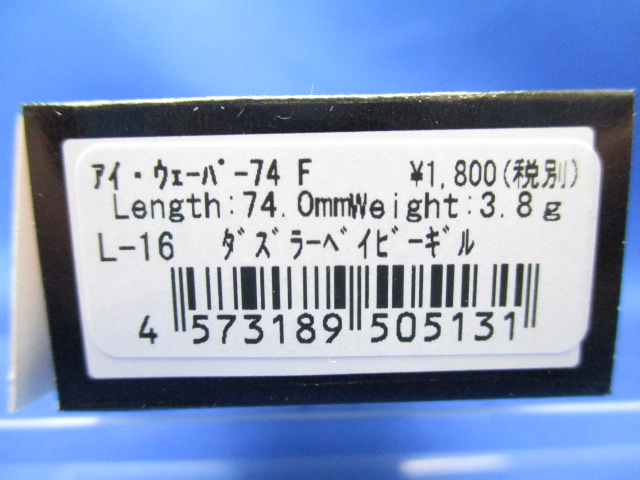 ｱｲ・ｳｪｰﾊﾞｰ74 F ¥1,800(税別)
Length:74.0mmWeight:3.8g
L-16 ﾀﾞｽﾞﾗｰﾍﾞｲﾋﾞｰｷﾞﾙ
4 573189 505131